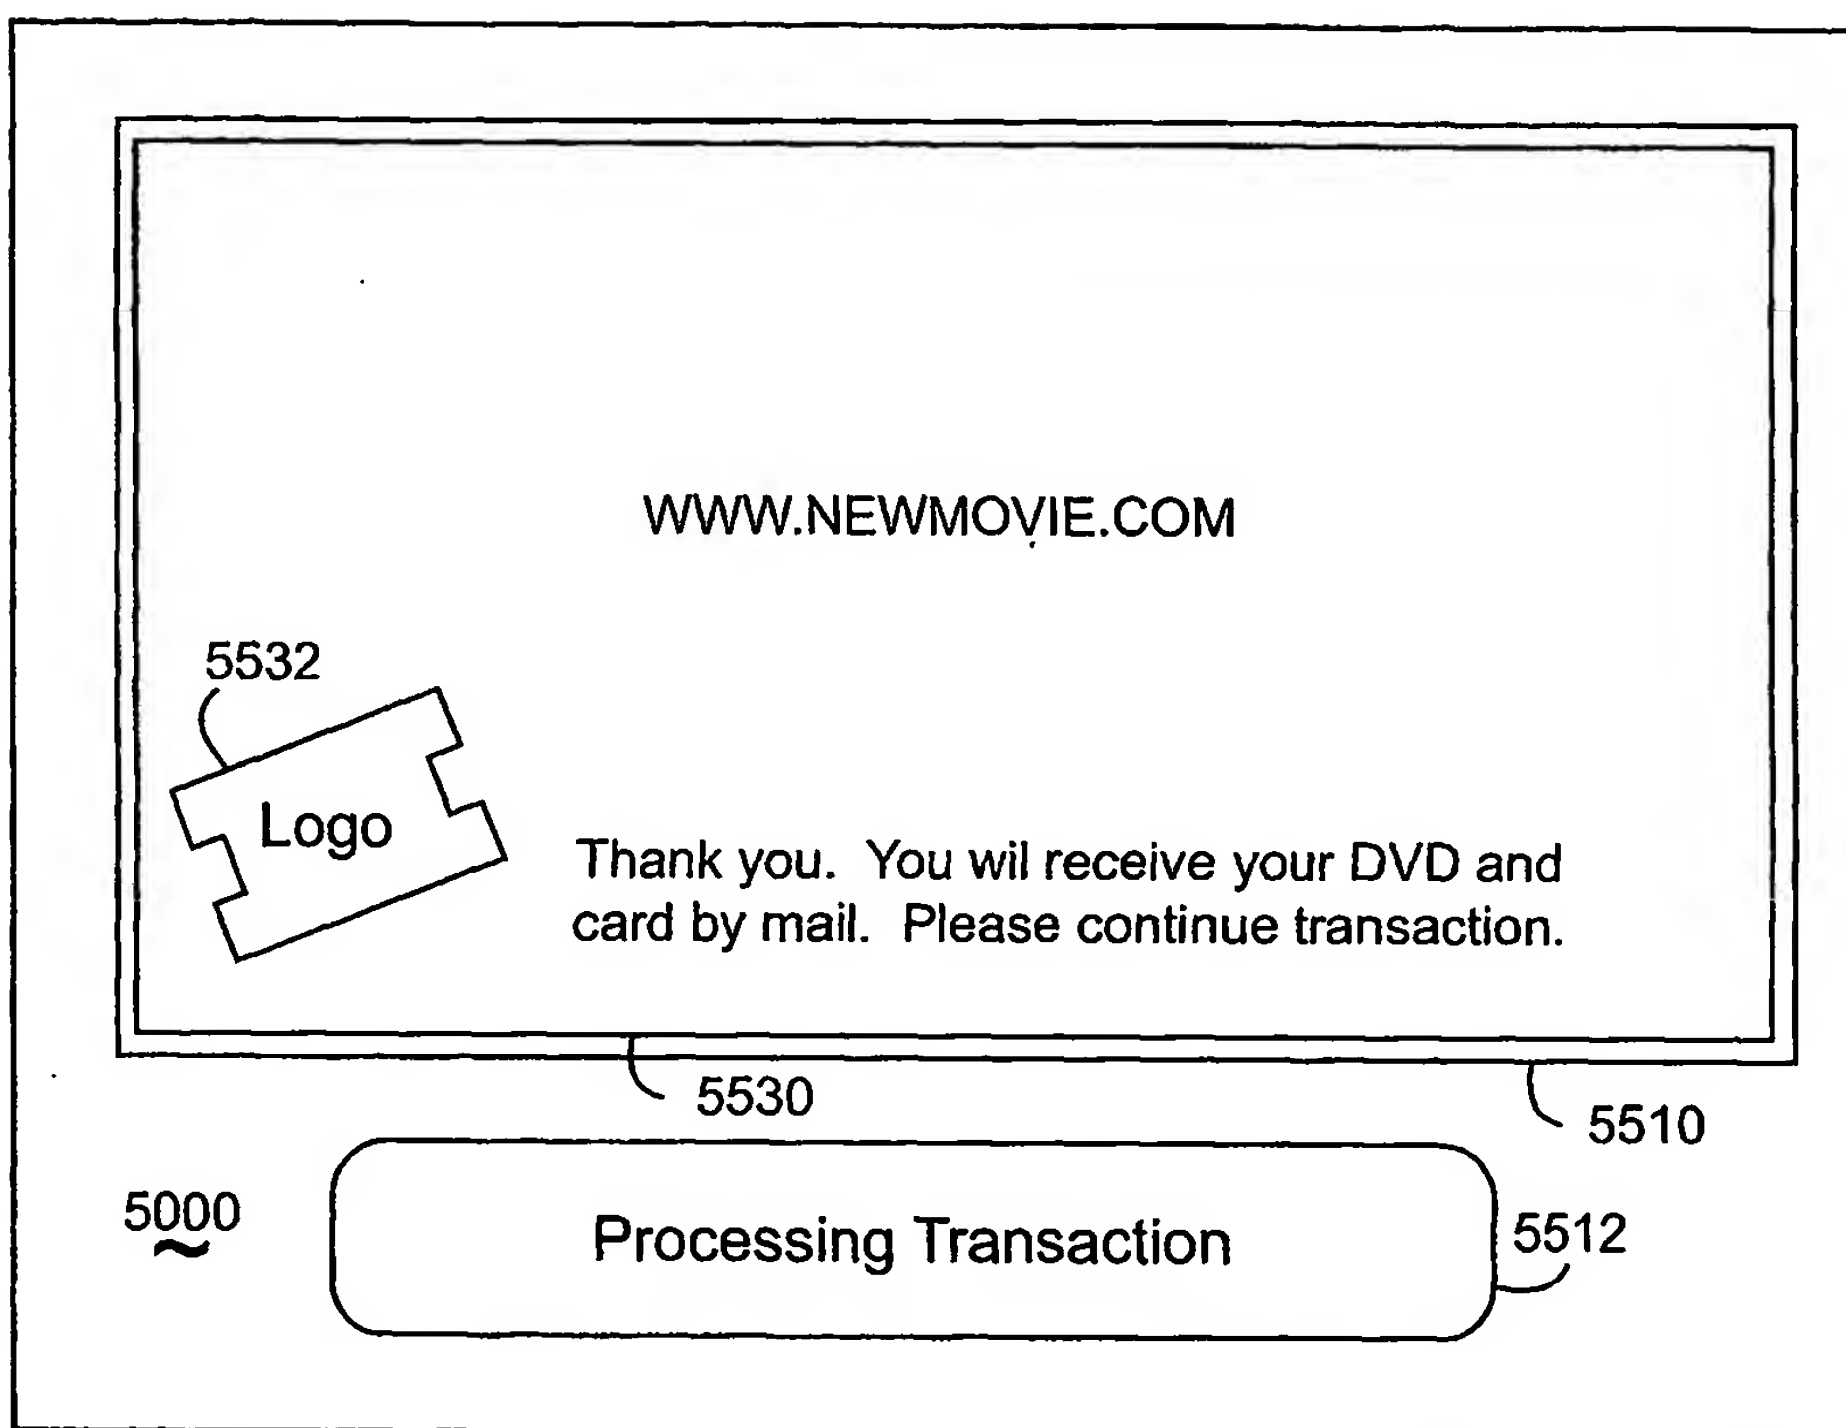 WWW.NEWMOVIE.COM
5532
Logo
Thank you. You wil receive your DVD and
card by mail. Please continue transaction.
5530
5510
5000
Processing Transaction
5512